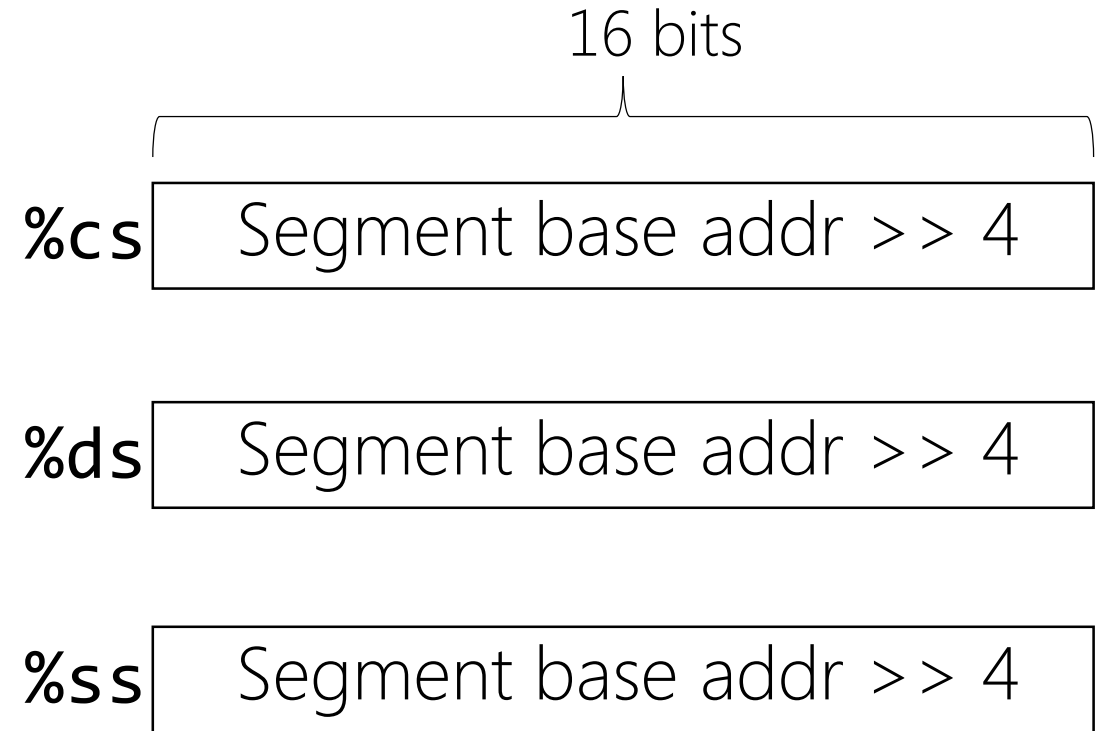 16 bits
%cs Segment base addr >> 4
%ds Segment base addr >> 4
%ss Segment base addr >> 4